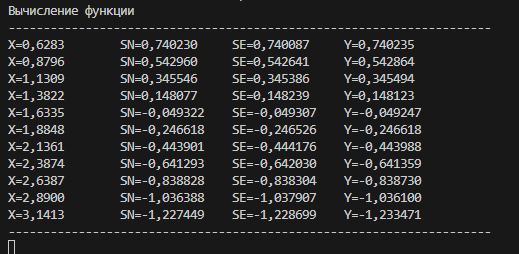 Вычисление функции
--------------------------------------------------------------------
X=0,6283 SN=0,740230 SE=0,740087 Y=0,740235
X=0,8796 SN=0,542960 SE=0,542641 Y=0,542864
X=1,1309 SN=0,345546 SE=0,345386 Y=0,345494
X=1,3822 SN=0,148077 SE=0,148239 Y=0,148123
X=1,6335 SN=-0,049322 SE=-0,049307 Y=-0,049247
X=1,8848 SN=-0,246618 SE=-0,246526 Y=-0,246618
X=2,1361 SN=-0,443901 SE=-0,444176 Y=-0,443988
X=2,3874 SN=-0,641293 SE=-0,642030 Y=-0,641359
X=2,6387 SN=-0,838828 SE=-0,838304 Y=-0,838730
X=2,8900 SN=-1,036388 SE=-1,037907 Y=-1,036100
X=3,1413 SN=-1,227449 SE=-1,228699 Y=-1,233471
--------------------------------------------------------------------